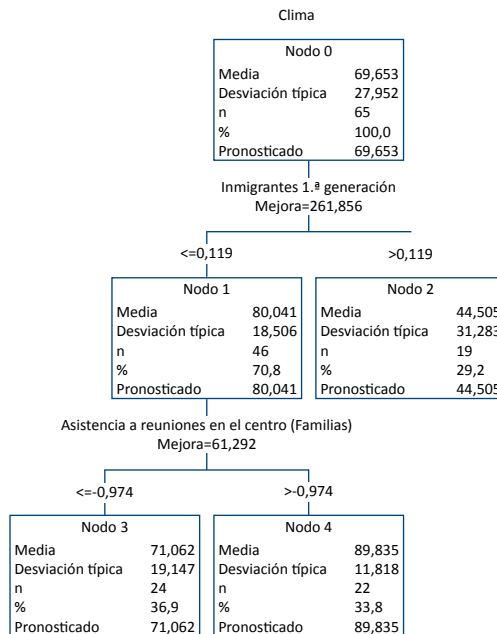 Clima
Nodo 0
Media 69,653
Desviación típica 27,952
n 65
% 100,0
Pronosticado 69,653
Inmigrantes 1.ª generación
Mejora=261,856
<=0,119 >0,119
Nodo 1
Media 80,041
Desviación típica 18,506
n 46
% 70,8
Pronosticado 80,041
Nodo 2
Media 44,505
Desviación típica 31,283
n 19
% 29,2
Pronosticado 44,505
Asistencia a reuniones en el centro (Familias)
Mejora=61,292
<=-0,974 >-0,974
Nodo 3
Media 71,062
Desviación típica 19,147
n 24
% 36,9
Pronosticado 71,062
Nodo 4
Media 89,835
Desviación típica 11,818
n 22
% 33,8
Pronosticado 89,835